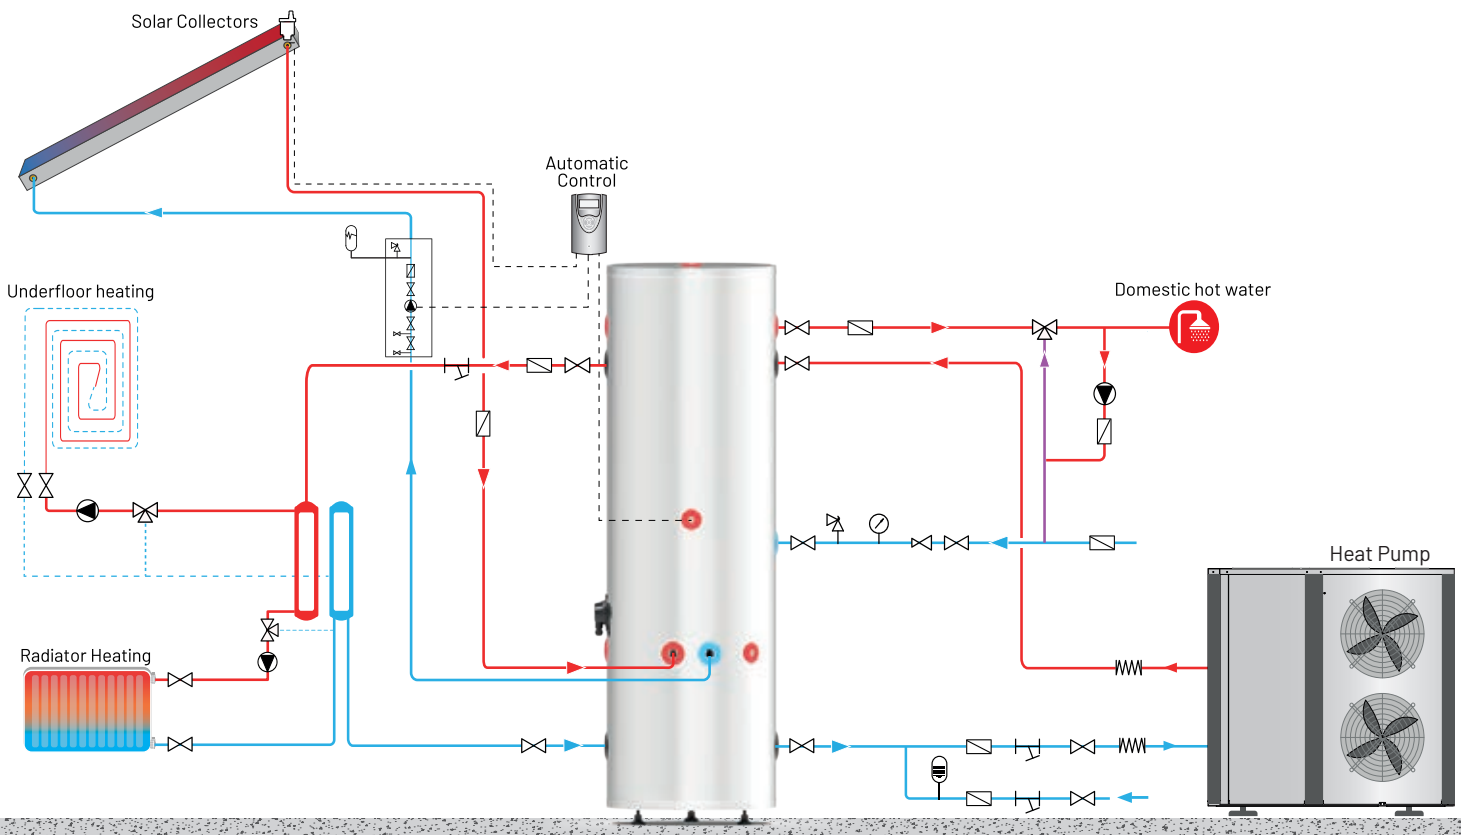 Solar Collectors
Automatic
Control
Underfloor heating
Domestic hot water
Heat Pump
Radiator Heating